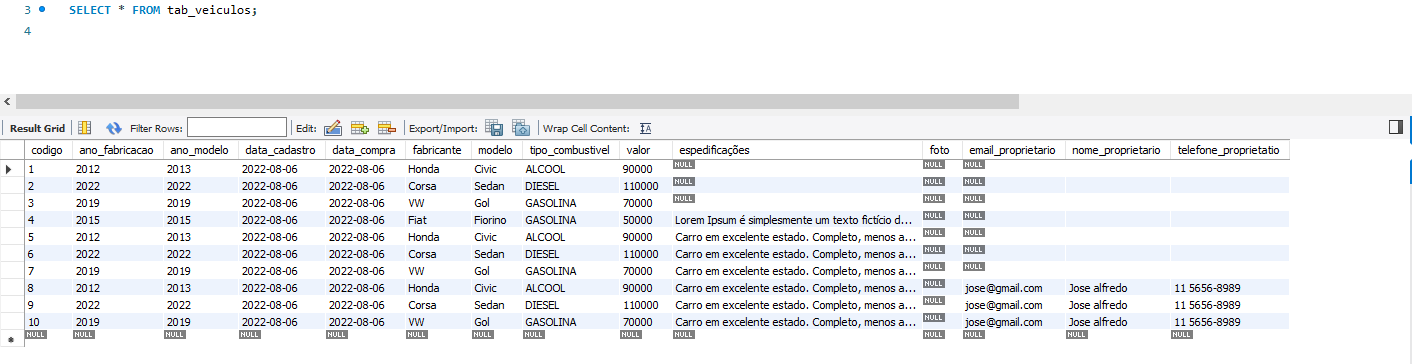 3 SELECT * FROM tab_veiculos;
4
Result Grid Filter Rows: Edit: Export/Import: Wrap Cell Content: IA
codigo ano_fabricacao ano_modelo data_cadastro data_compra fabricante modelo tipo_combustivel valor espedificações foto email_proprietario nome_proprietario telefone_proprietatio
1 2012 2013 2022-08-06 2022-08-06 Honda Civic ALCOOL 90000 NULL NULL NULL
2 2022 2022 2022-08-06 2022-08-06 Corsa Sedan DIESEL 110000 NULL NULL NULL
3 2019 2019 2022-08-06 2022-08-06 VW Gol GASOLINA 70000 NULL NULL NULL
4 2015 2015 2022-08-06 2022-08-06 Fiat Fiorino GASOLINA 50000 Lorem Ipsum é simplesmente um texto fictício d... NULL NULL
5 2012 2013 2022-08-06 2022-08-06 Honda Civic ALCOOL 90000 Carro em excelente estado. Completo, menos a... NULL NULL
6 2022 2022 2022-08-06 2022-08-06 Corsa Sedan DIESEL 110000 Carro em excelente estado. Completo, menos a... NULL NULL
7 2019 2019 2022-08-06 2022-08-06 VW Gol GASOLINA 70000 Carro em excelente estado. Completo, menos a... NULL NULL
8 2012 2013 2022-08-06 2022-08-06 Honda Civic ALCOOL 90000 Carro em excelente estado. Completo, menos a... NULL jose@gmail.com Jose alfredo 11 5656-8989
9 2022 2022 2022-08-06 2022-08-06 Corsa Sedan DIESEL 110000 Carro em excelente estado. Completo, menos a... NULL jose@gmail.com Jose alfredo 11 5656-8989
10 2019 2019 2022-08-06 2022-08-06 VW Gol GASOLINA 70000 Carro em excelente estado. Completo, menos a... NULL jose@gmail.com Jose alfredo 11 5656-8989
NULL NULL NULL NULL NULL NULL NULL NULL NULL NULL NULL NULL NULL NULL